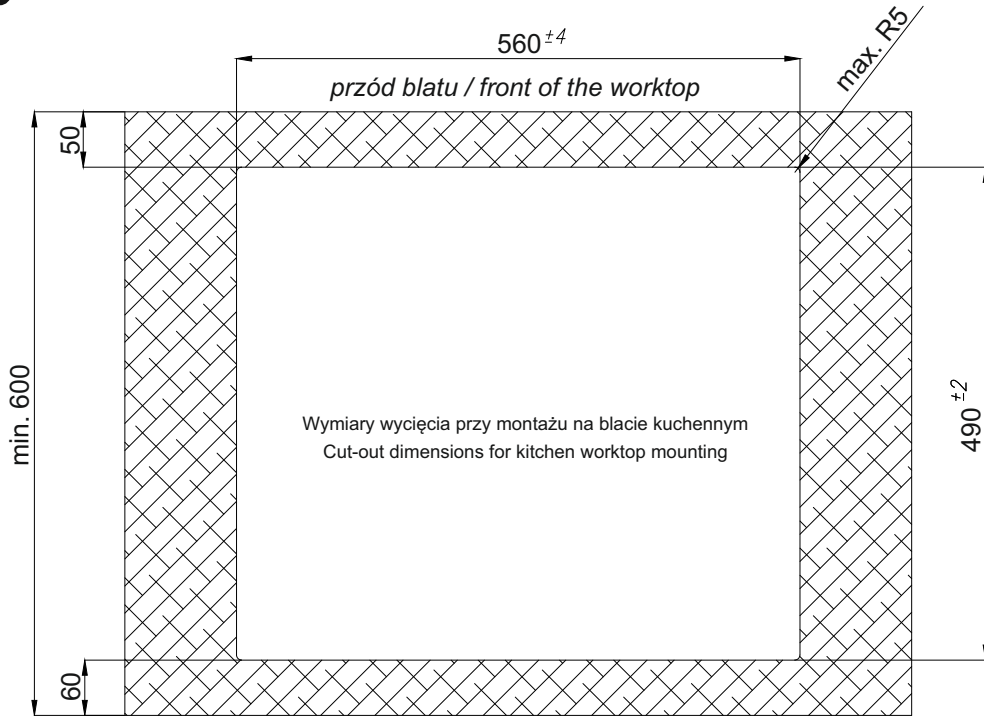 560 ±4
max. R5
przód blatu / front of the worktop
50
min. 600
490 ±2
Wymiary wycięcia przy montażu na blacie kuchennym
Cut-out dimensions for kitchen worktop mounting
60